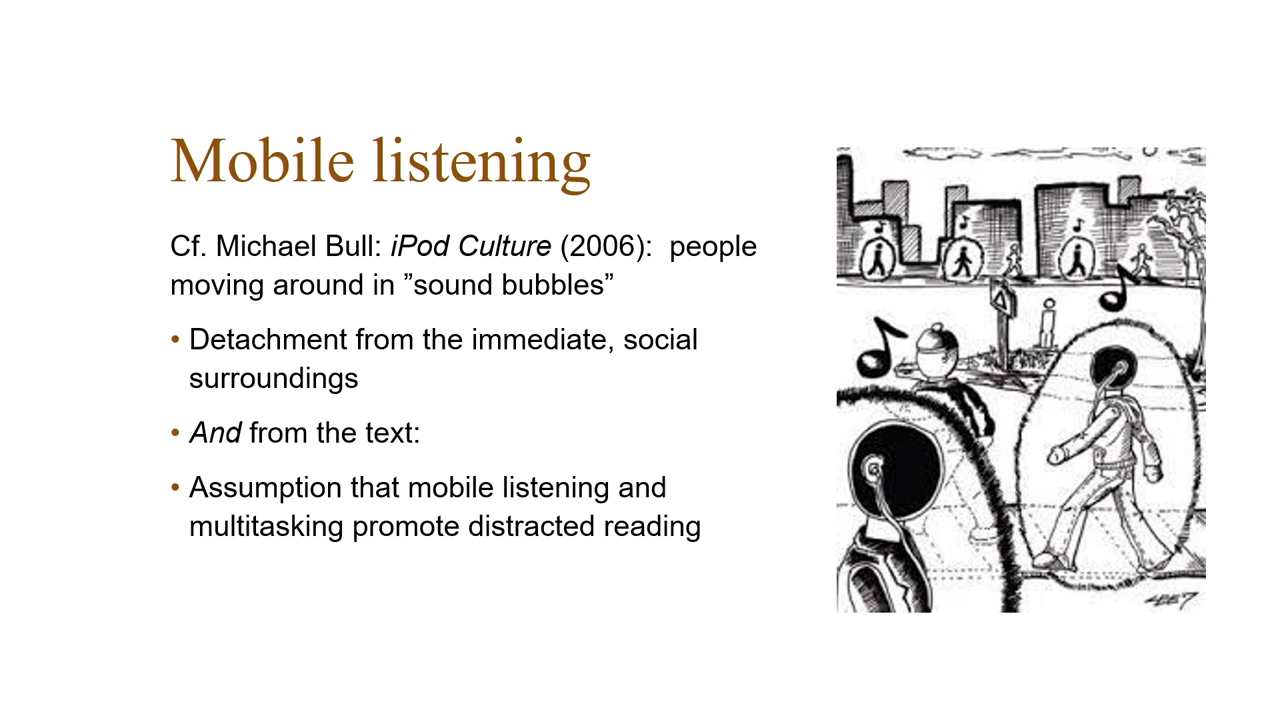 Mobile listening
Cf. Michael Bull: iPod Culture (2006):  people
moving around in ”sound bubbles”
• Detachment from the immediate, social
surroundings
• And from the text:
• Assumption that mobile listening and
multitasking promote distracted reading